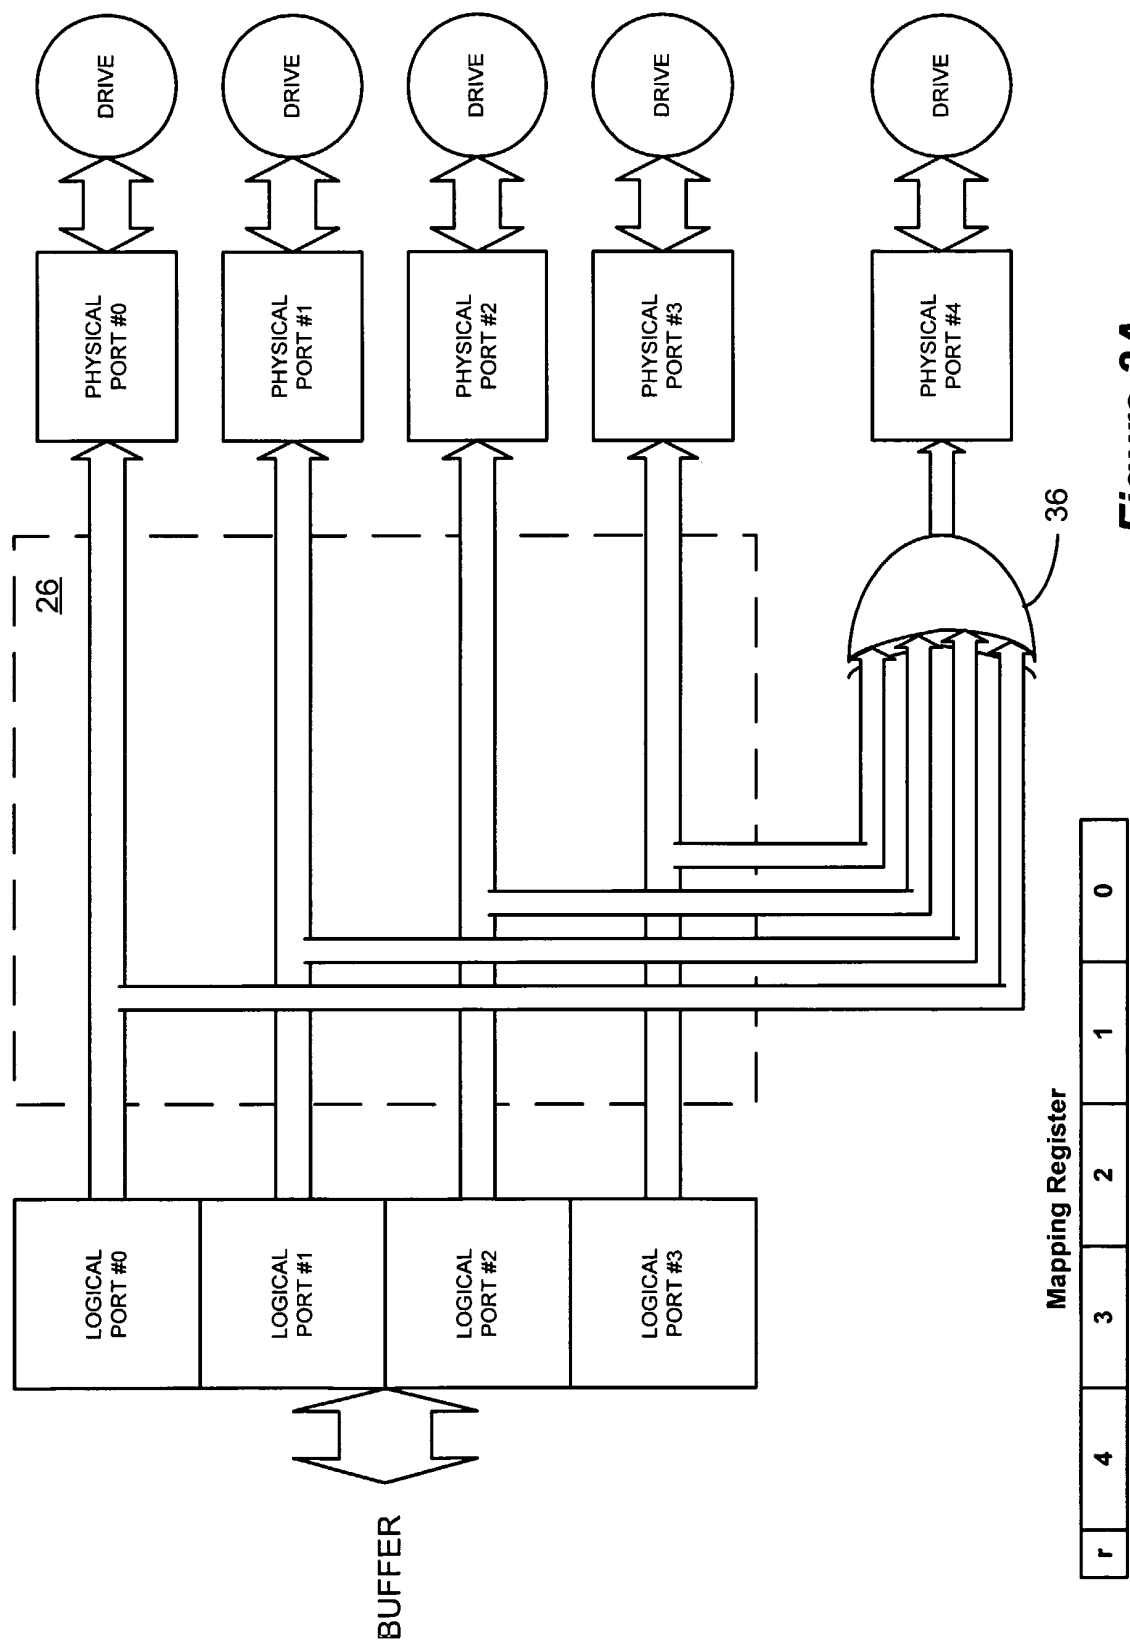 BUFFER
LOGICAL
PORT #0
LOGICAL
PORT #1
LOGICAL
PORT #2
LOGICAL
PORT #3
26
PHYSICAL
PORT #0
PHYSICAL
PORT #1
PHYSICAL
PORT #2
PHYSICAL
PORT #3
PHYSICAL
PORT #4
DRIVE
DRIVE
DRIVE
DRIVE
DRIVE
36
Mapping Register
r 4 3 2 1 0